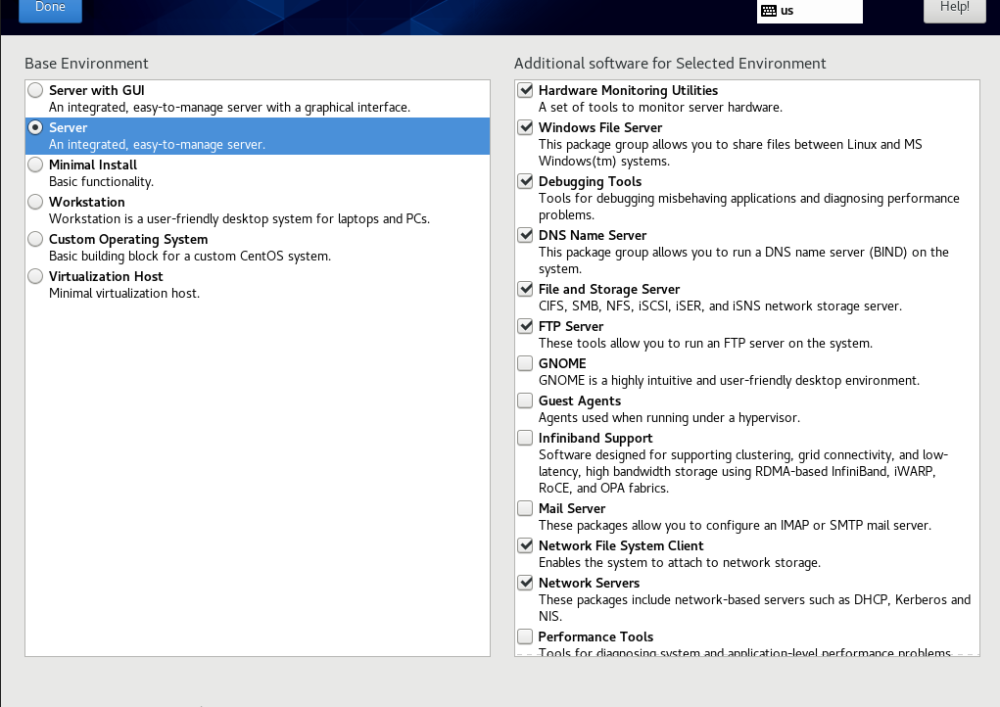 Done
us
Help!
Base Environment
Server with GUI
An integrated, easy-to-manage server with a graphical interface.
Server
An integrated, easy-to-manage server.
Minimal Install
Basic functionality.
Workstation
Workstation is a user-friendly desktop system for laptops and PCs.
Custom Operating System
Basic building block for a custom CentOS system.
Virtualization Host
Minimal virtualization host.
Additional software for Selected Environment
Hardware Monitoring Utilities
A set of tools to monitor server hardware.
Windows File Server
This package group allows you to share files between Linux and MS
Windows(tm) systems.
Debugging Tools
Tools for debugging misbehaving applications and diagnosing performance
problems.
DNS Name Server
This package group allows you to run a DNS name server (BIND) on the
system.
File and Storage Server
CIFS, SMB, NFS, iSCSI, iSER, and iSNS network storage server.
FTP Server
These tools allow you to run an FTP server on the system.
GNOME
GNOME is a highly intuitive and user-friendly desktop environment.
Guest Agents
Agents used when running under a hypervisor.
Infiniband Support
Software designed for supporting clustering, grid connectivity, and low-
latency, high bandwidth storage using RDMA-based InfiniBand, iWARP,
RoCE, and OPA fabrics.
Mail Server
These packages allow you to configure an IMAP or SMTP mail server.
Network File System Client
Enables the system to attach to network storage.
Network Servers
These packages include network-based servers such as DHCP, Kerberos and
NIS.
Performance Tools
Tools for diagnosing system and application-level performance problems.